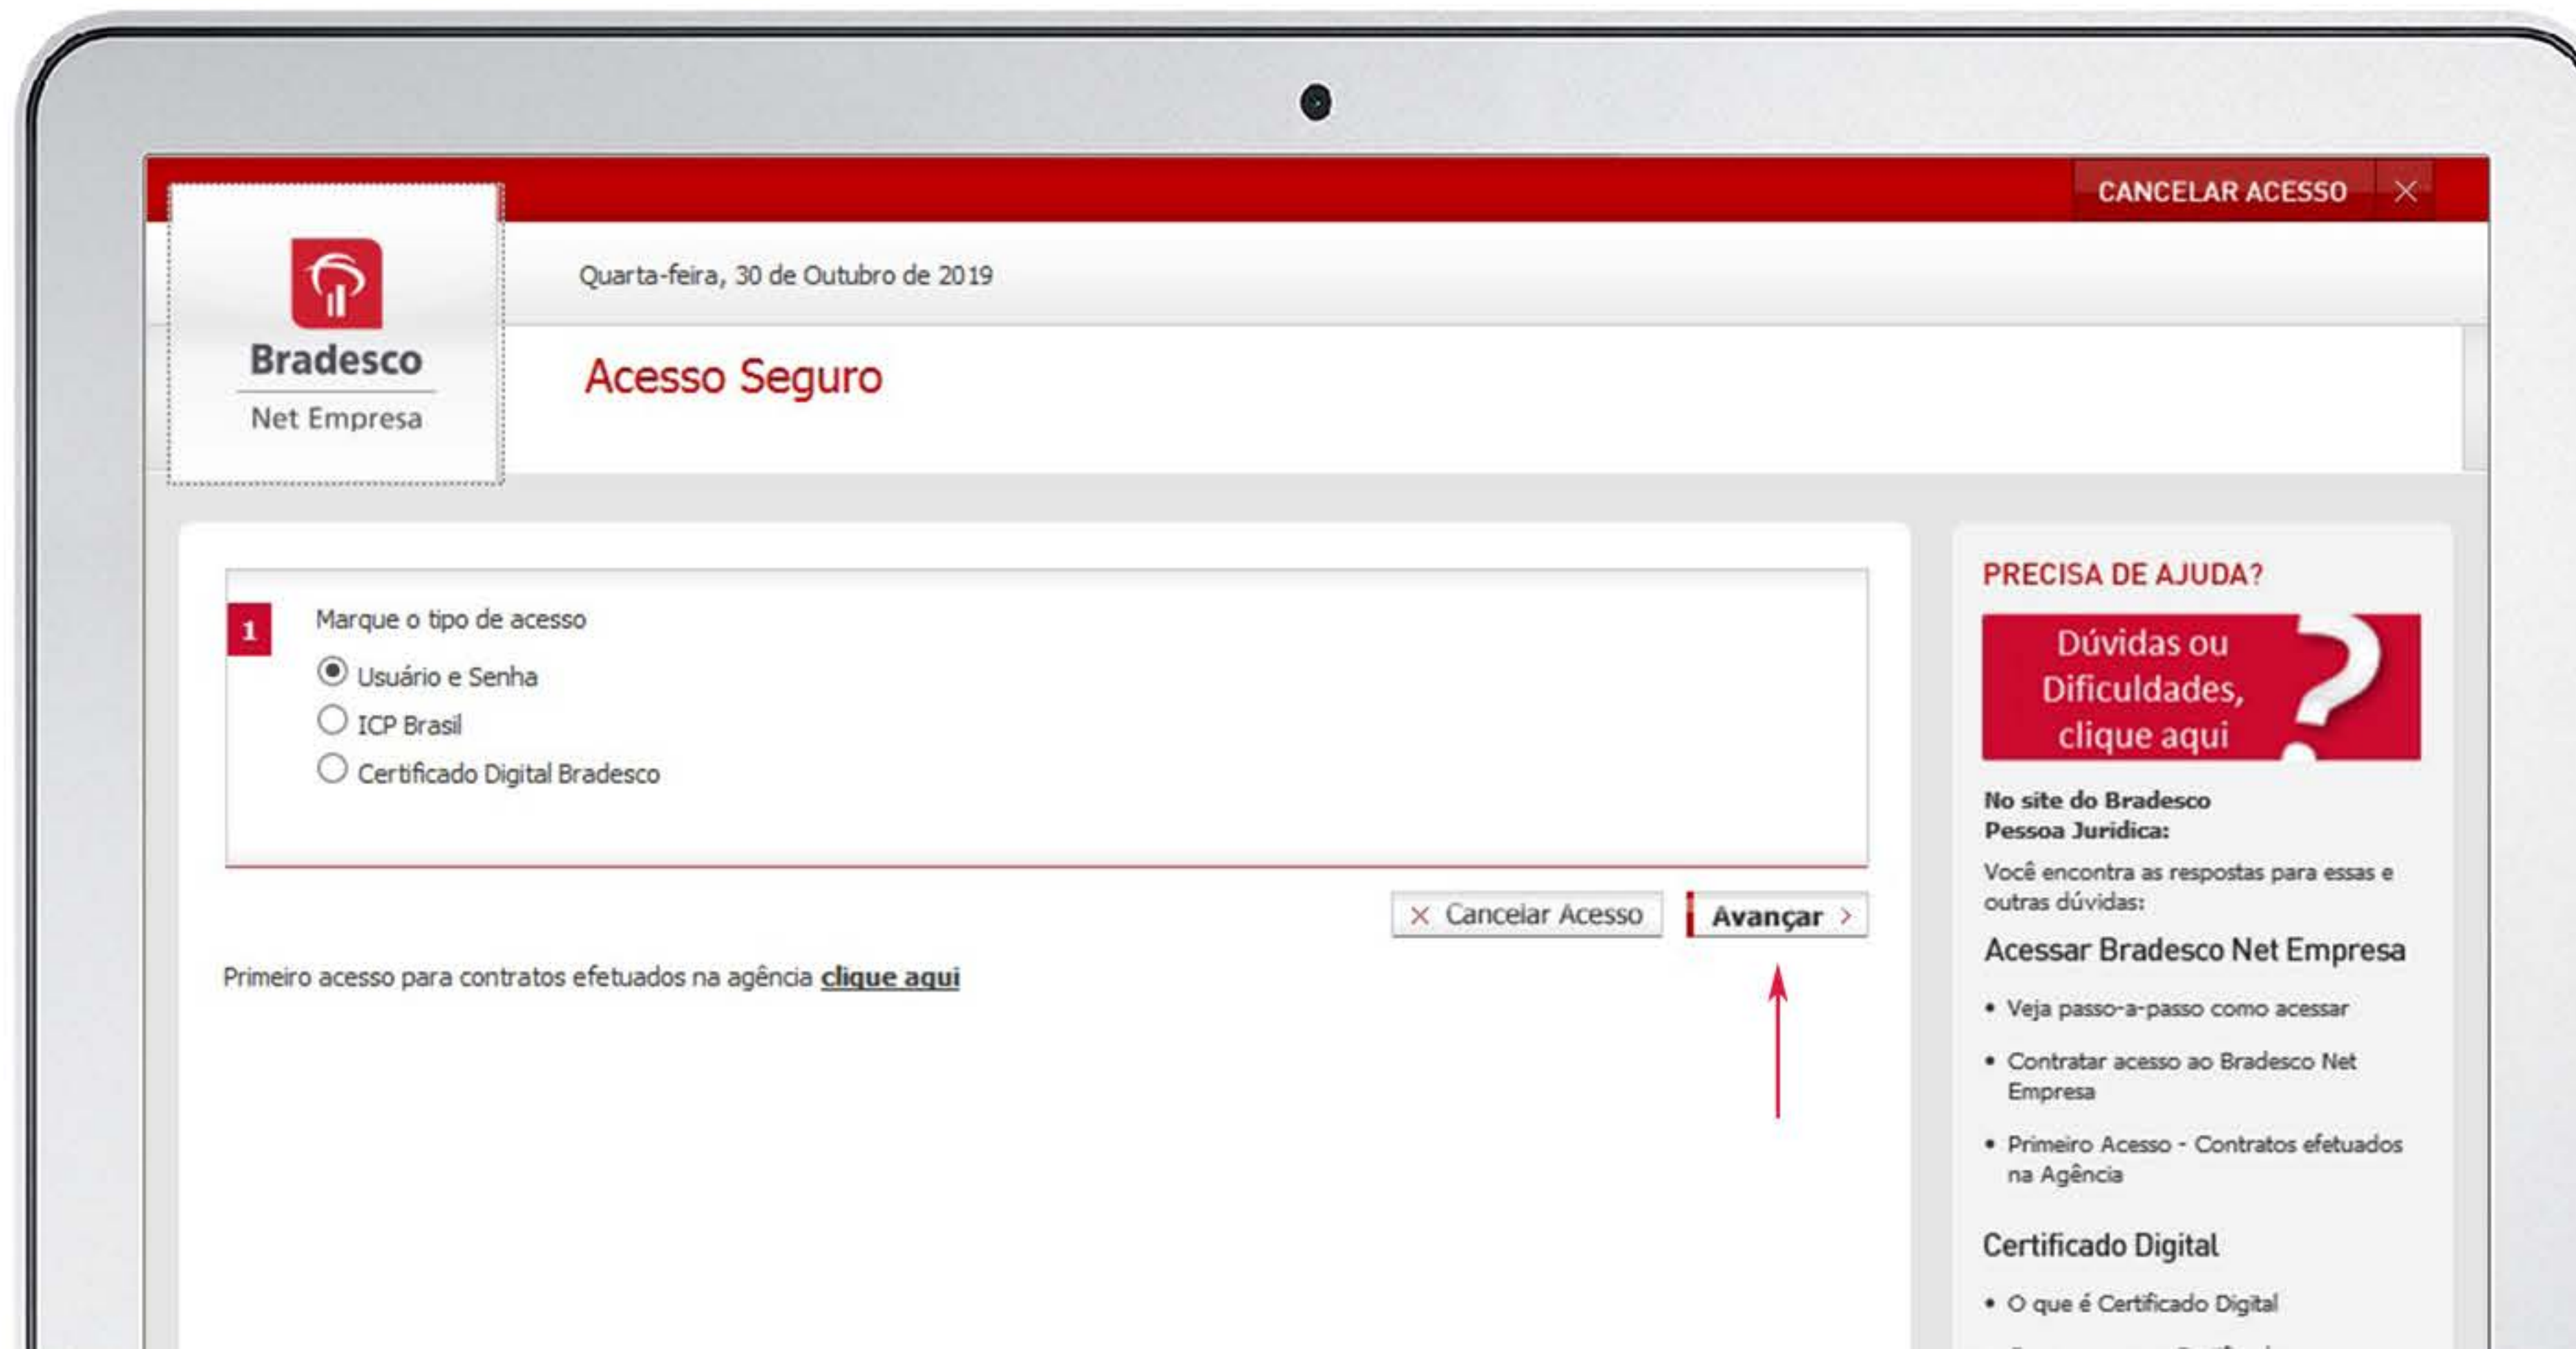 CANCELAR ACESSO
Quarta-feira, 30 de Outubro de 2019
Bradesco
Net Empresa
Acesso Seguro
1
Marque o tipo de acesso
Usuário e Senha
ICP Brasil
Certificado Digital Bradesco
Cancelar Acesso
Avançar
Primeiro acesso para contratos efetuados na agência clique aqui
PRECISA DE AJUDA?
Dúvidas ou
Dificuldades,
clique aqui
?
No site do Bradesco
Pessoa Jurídica:
Você encontra as respostas para essas e
outras dúvidas:
Acessar Bradesco Net Empresa
• Veja passo-a-passo como acessar
• Contratar acesso ao Bradesco Net
Empresa
• Primeiro Acesso - Contratos efetuados
na Agência
Certificado Digital
• O que é Certificado Digital